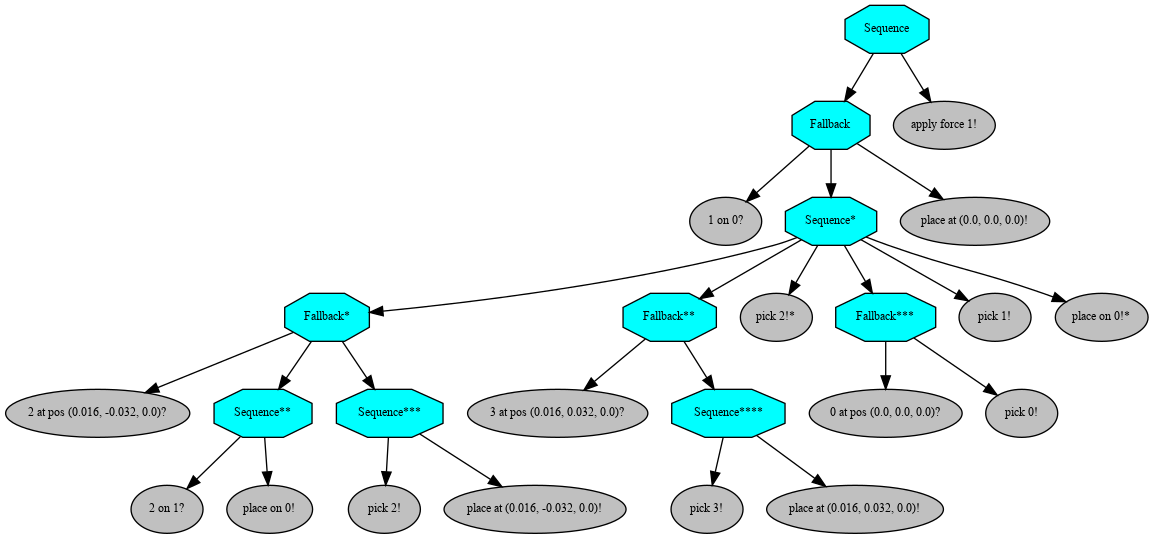 Sequence
Fallback
apply force 1!
1 on 0?
Sequence*
place at (0.0, 0.0, 0.0)!
Fallback*
Fallback**
pick 2!*
Fallback***
pick 1!
place on 0!*
2 at pos (0.016, -0.032, 0.0)?
Sequence**
Sequence***
3 at pos (0.016, 0.032, 0.0)?
Sequence****
0 at pos (0.0, 0.0, 0.0)?
pick 0!
2 on 1?
place on 0!
pick 2!
place at (0.016, -0.032, 0.0)!
pick 3!
place at (0.016, 0.032, 0.0)!